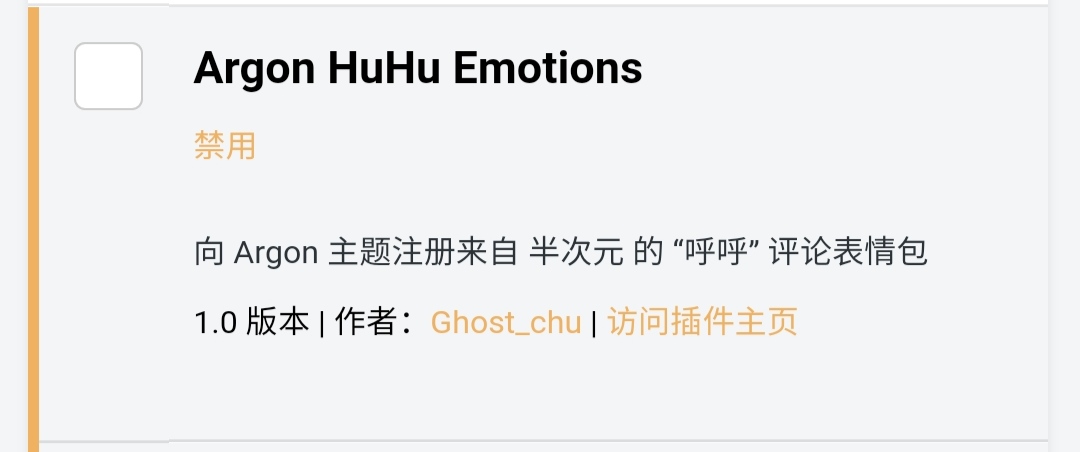 Argon HuHu Emotions
禁用
向 Argon 主题注册来自 半次元 的 “呼呼” 评论表情包
1.0 版本 | 作者：Ghost_chu | 访问插件主页